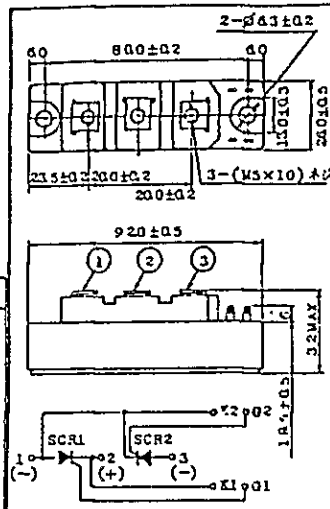 2-Ø6.3±0.2
6.0 80.0±0.2 6.0
26.0±0.5
23.5±0.2 20.0±0.2
20.0±0.2
3-(M5×10)
92.0±0.5
1 2 3
32MAX
K2 G2
SCR1 SCR2
1 2 3
(-) (+) (-)
K1 G1